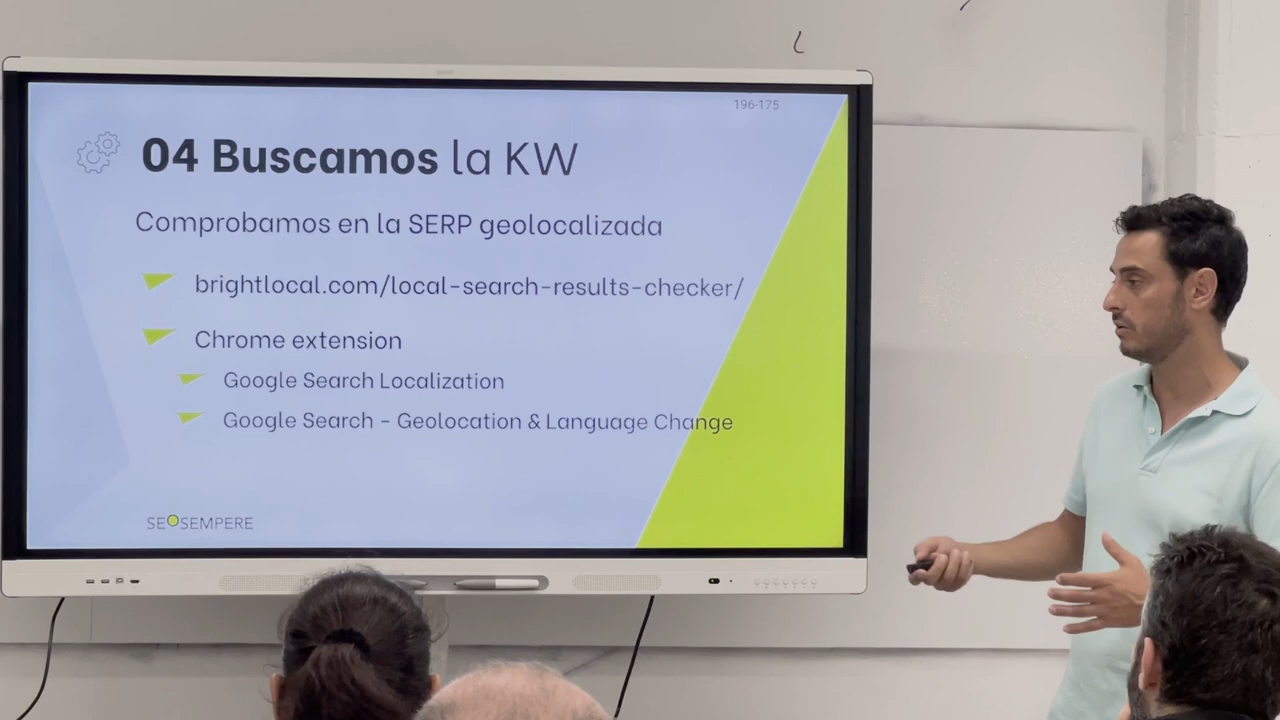 196-175
04 Buscamos la KW
Comprobamos en la SERP geolocalizada
brightlocal.com/local-search-results-checker/
Chrome extension
Google Search Localization
Google Search - Geolocation & Language Change
SEOSEMPERE